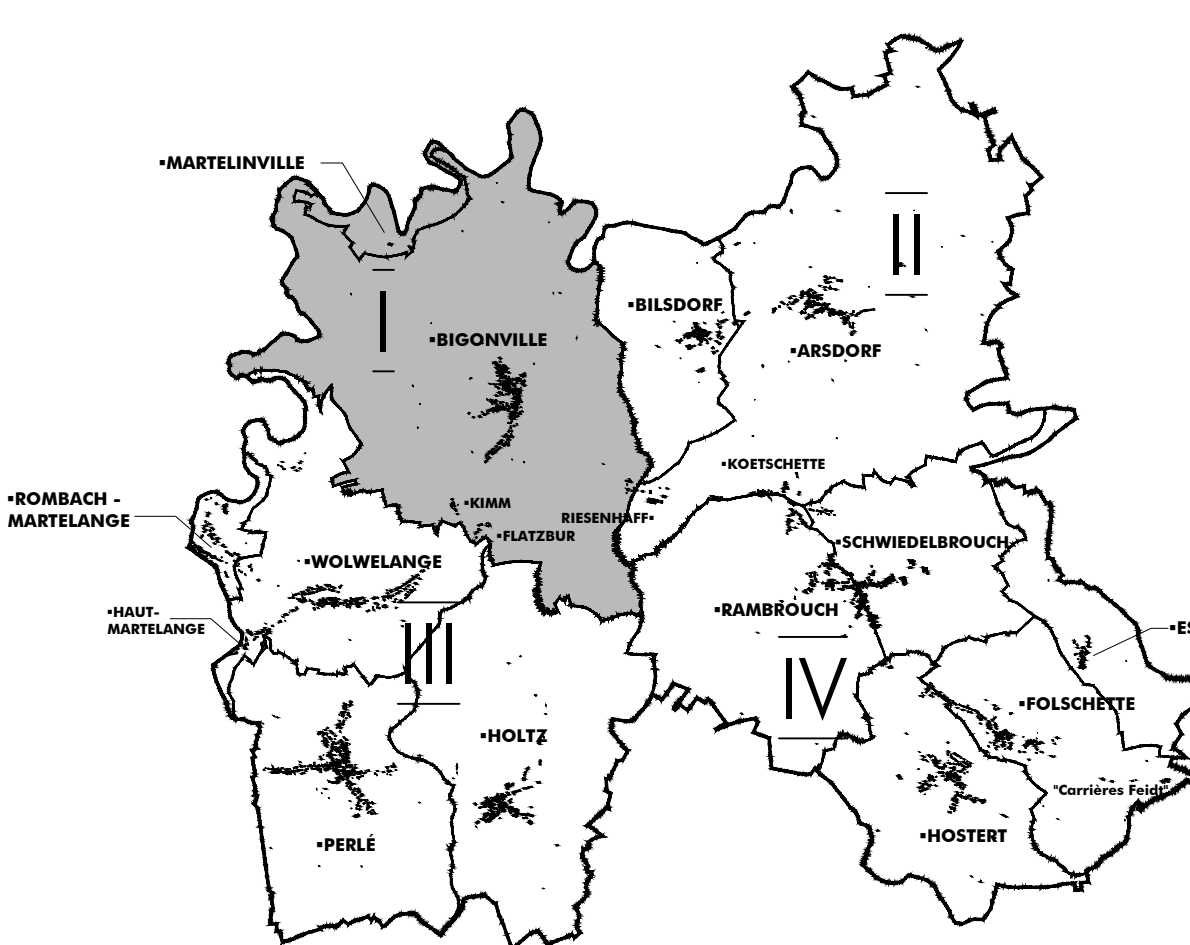 ▪MARTELINVILLE
II
▪BILSDORF
I
▪BIGONVILLE
▪ARSDORF
▪KOETSCHETTE
▪ROMBACH -
MARTELANGE
▪KIMM
RIESENHAFF▪
▪FLATZBUR
▪SCHWIEDELBROUCH
▪WOLWELANGE
▪HAUT-
MARTELANGE
▪RAMBROUCH
III
IV
▪FOLSCHETTE
▪HOLTZ
"Carrières Feidt"
▪HOSTERT
▪PERLÉ